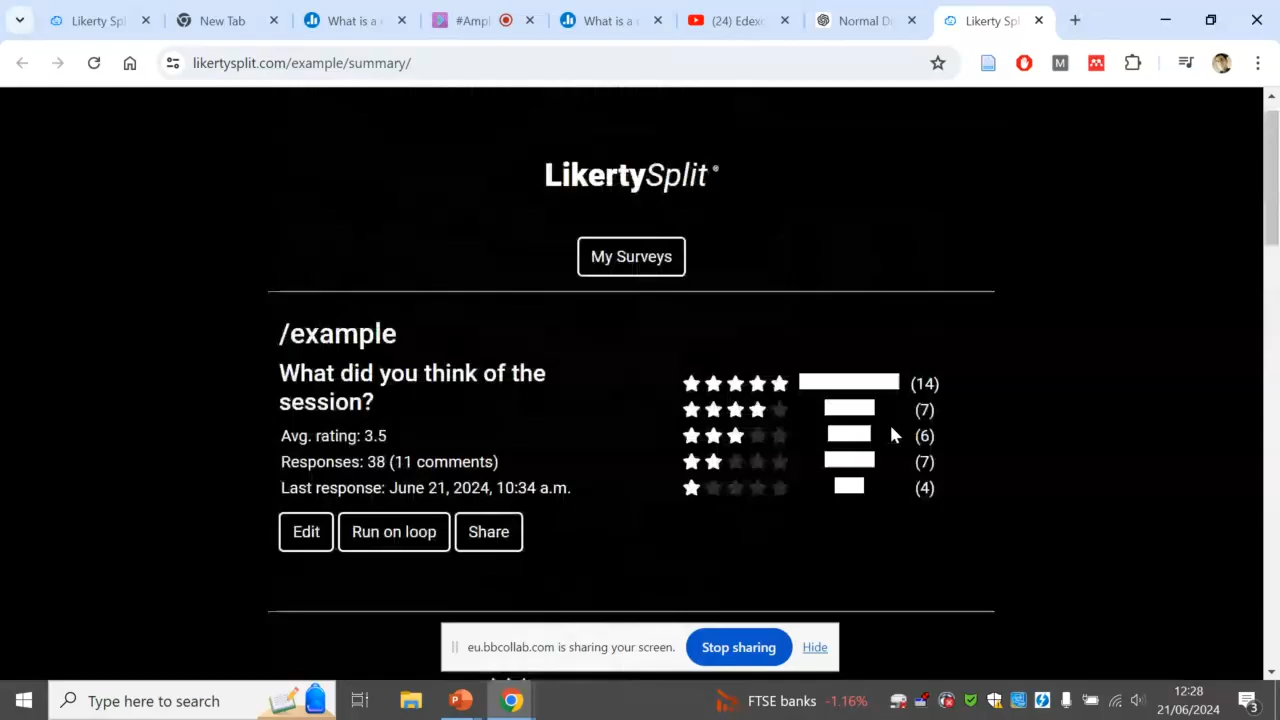 Likerty Spl
New Tab
What is a
#Ampl
What is a
(24) Edex
Normal D
Likerty Spl
likertysplit.com/example/summary/
M
LikertySplit®
My Surveys
/example
What did you think of the
session?
(14)
(7)
Avg. rating: 3.5
(6)
Responses: 38 (11 comments)
(7)
Last response: June 21, 2024, 10:34 a.m.
(4)
Edit
Run on loop
Share
eu.bbcollab.com is sharing your screen.
Stop sharing
Hide
Type here to search
FTSE banks -1.16%
12:28
21/06/2024
3